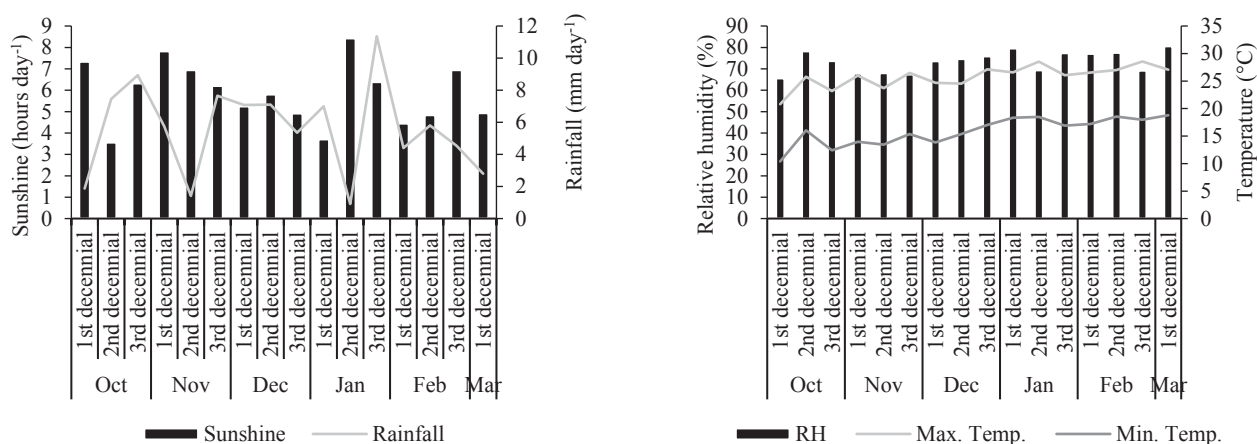 Sunshine (hours day-1)
9
8
7
6
5
4
3
2
1
0
12
10
8
6
4
2
0
Rainfall (mm day-1)
1st decennial
2nd decennial
3rd decennial
1st decennial
2nd decennial
3rd decennial
1st decennial
2nd decennial
3rd decennial
1st decennial
2nd decennial
3rd decennial
1st decennial
2nd decennial
3rd decennial
1st decennial
Oct Nov Dec Jan Feb Mar
Sunshine Rainfall
Relative humidity (%)
90
80
70
60
50
40
30
20
10
0
35
30
25
20
15
10
5
0
Temperature (°C)
1st decennial
2nd decennial
3rd decennial
1st decennial
2nd decennial
3rd decennial
1st decennial
2nd decennial
3rd decennial
1st decennial
2nd decennial
3rd decennial
1st decennial
2nd decennial
3rd decennial
1st decennial
Oct Nov Dec Jan Feb Mar
RH Max. Temp. Min. Temp.